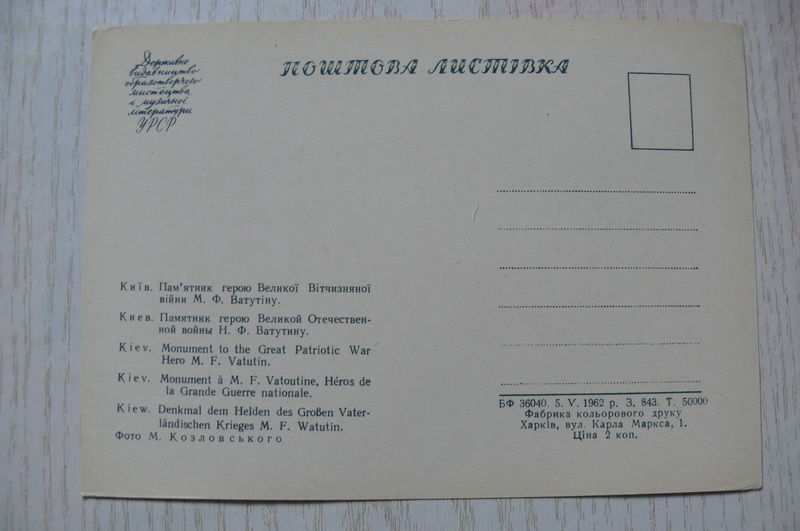 Державне
видавництво
образотворчого
мистецтва
і музичної
літератури
УРСР
ПОШТОВА ЛИСТІВКА
Київ. Пам'ятник герою Великої Вітчизняної
війни М. Ф. Ватутіну.
Киев. Памятник герою Великой Отечествен-
ной войны Н. Ф. Ватутину.
Kiev. Monument to the Great Patriotic War
Hero M. F. Vatutin.
Kiev. Monument à M. F. Vatoutine, Héros de
la Grande Guerre nationale.
Kiew. Denkmal dem Helden des Großen Vater-
ländischen Krieges M. F. Watutin.
Фото М. Козловського
БФ 36040. 5. V. 1962 р. З. 843. Т. 50000
Фабрика кольорового друку
Харків, вул. Карла Маркса, 1.
Ціна 2 коп.